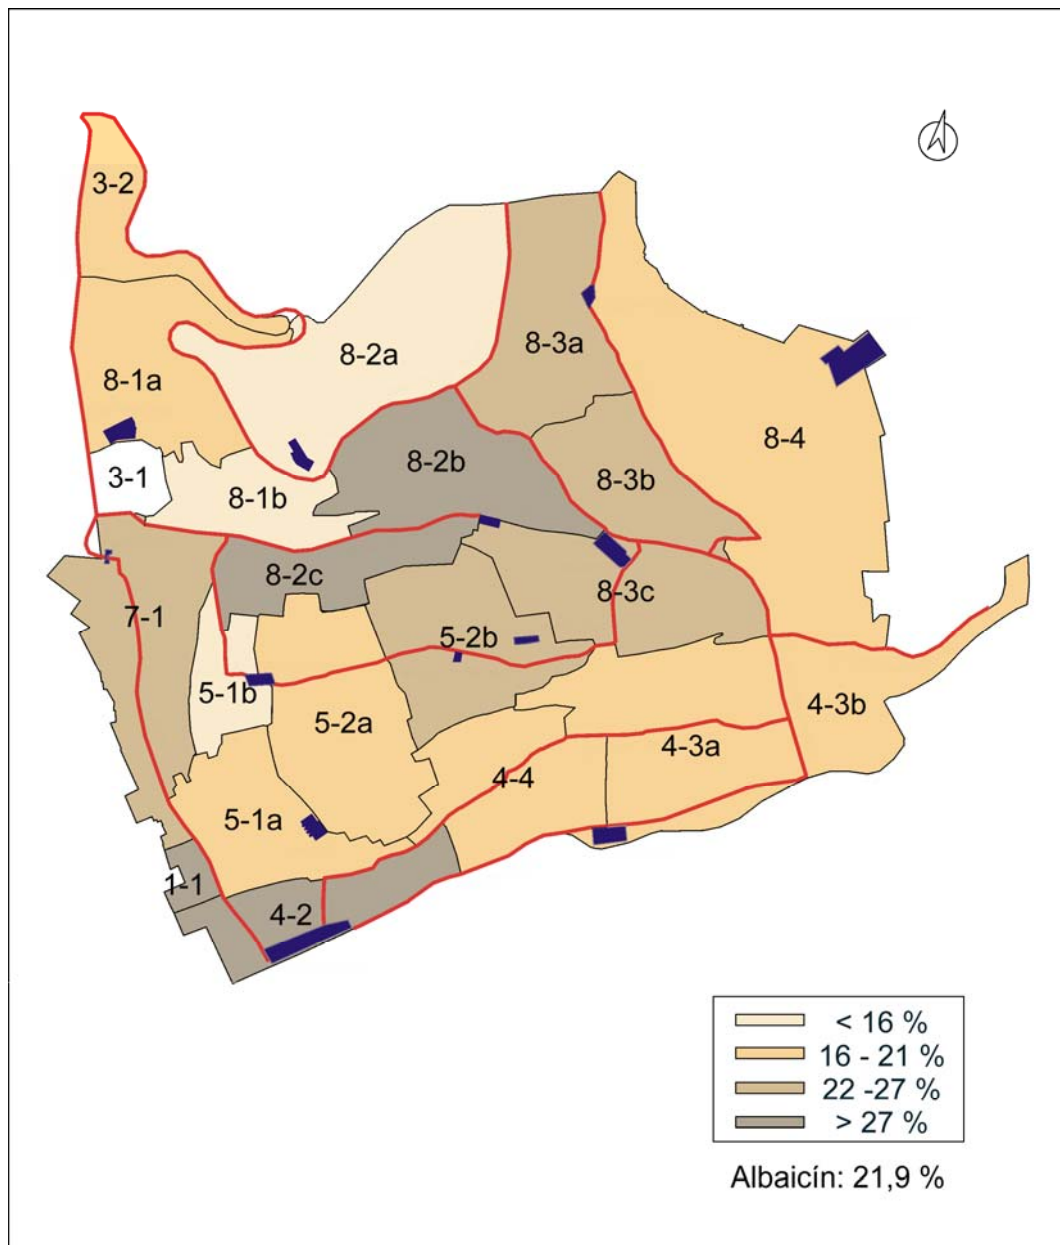 3-2
8-2a
8-3a
8-1a
8-4
8-2b
3-1
8-3b
8-1b
8-2c
8-3c
7-1
5-2b
5-1b
4-3b
5-2a
4-3a
4-4
5-1a
1-1
4-2
< 16 %
16 - 21 %
22 -27 %
> 27 %
Albaicín: 21,9 %